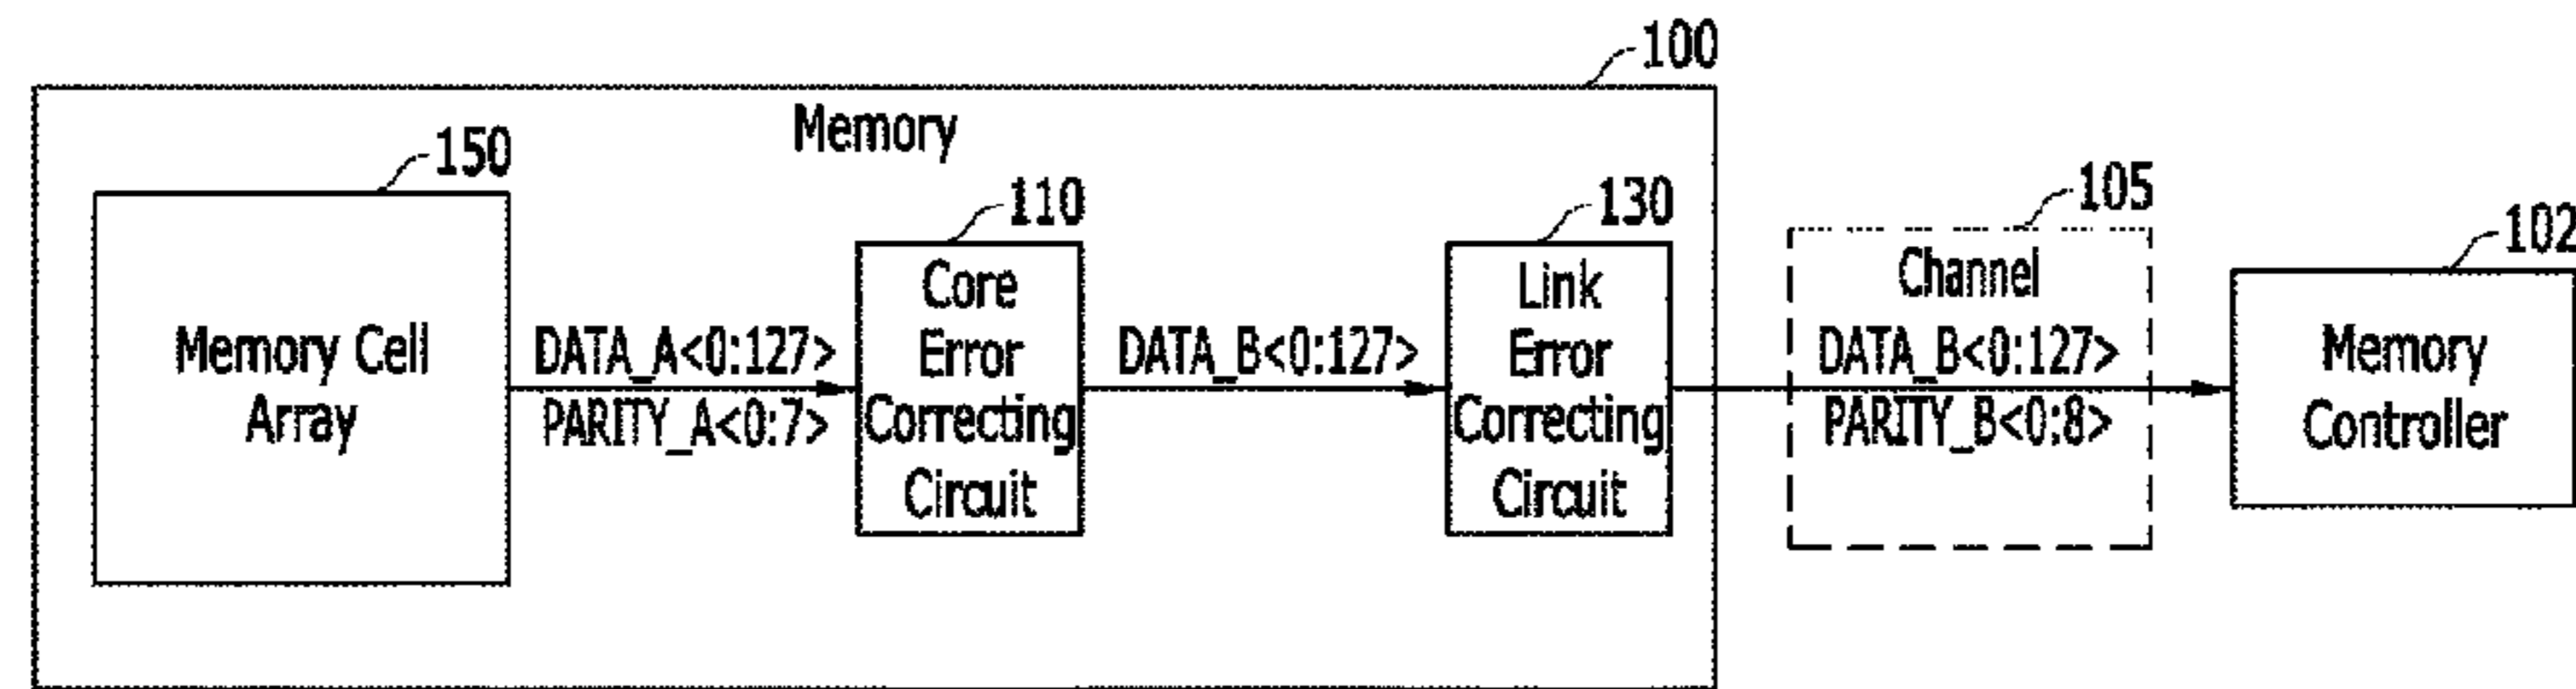 100
Memory
150
110
130
105
102
Memory Cell
Array
DATA_A<0:127>
PARITY_A<0:7>
Core
Error
Correcting
Circuit
DATA_B<0:127>
Link
Error
Correcting
Circuit
Channel
DATA_B<0:127>
PARITY_B<0:8>
Memory
Controller